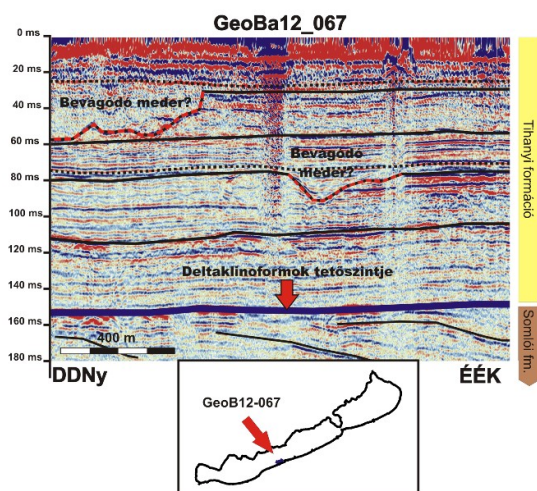 GeoBa12_067
0 ms
20 ms
40 ms
60 ms
80 ms
100 ms
120 ms
140 ms
160 ms
180 ms
Bevágódó meder?
Bevágódó
meder?
Deltaklinoformok tetőszintje
400 m
DDNy
ÉÉK
Tihanyi formáció
Somlói fm.
GeoB12-067